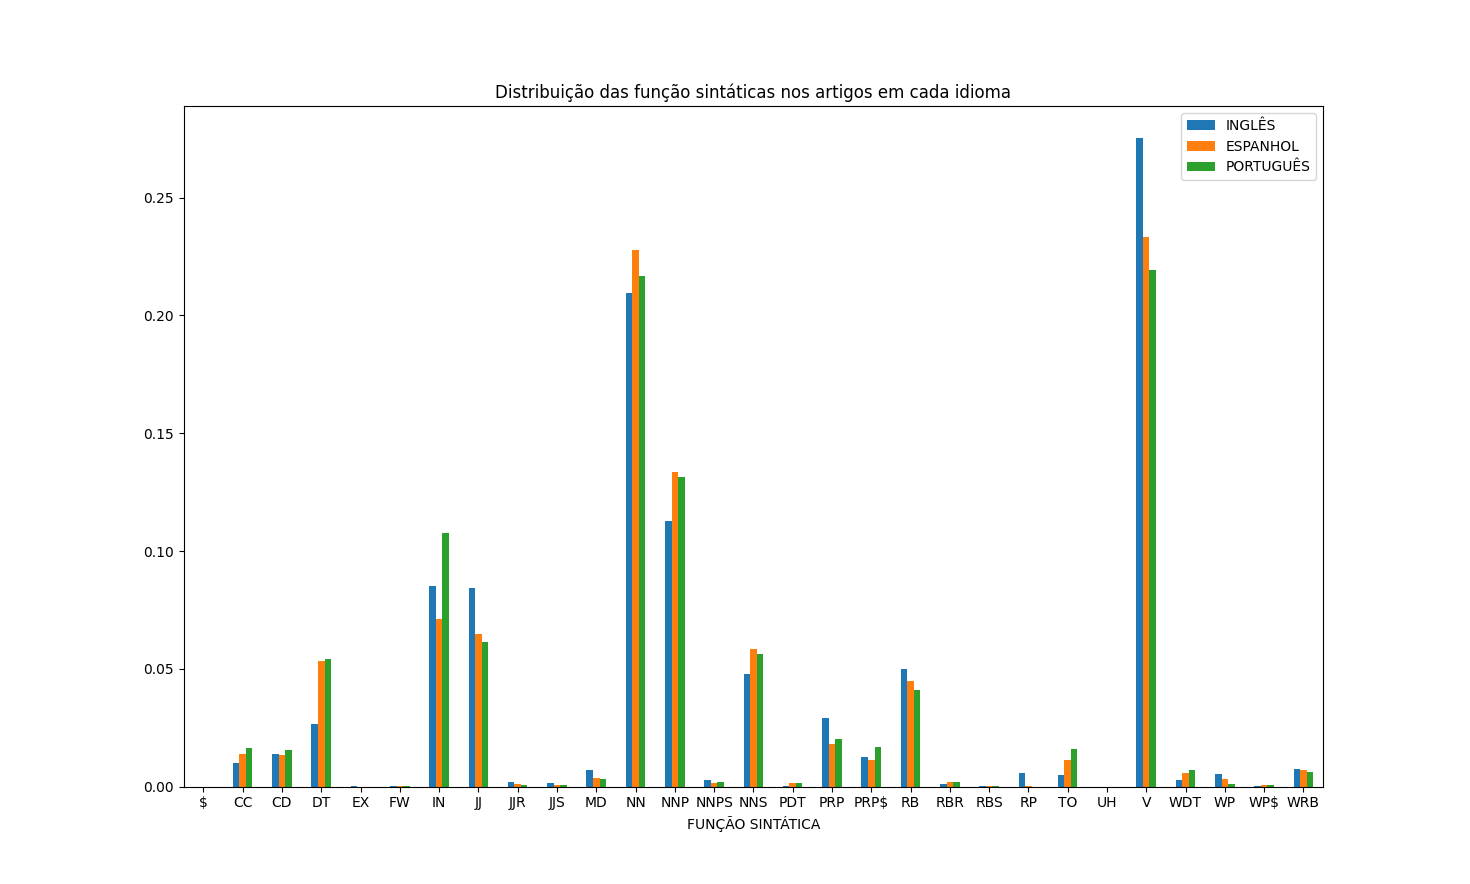 Distribuição das função sintáticas nos artigos em cada idioma
INGLÊS
ESPANHOL
PORTUGUÊS
0.25
0.20
0.15
0.10
0.05
0.00
$ CC CD DT EX FW IN JJ JJR JJS MD NN NNP NNPS NNS PDT PRP PRP$ RB RBR RBS RP TO UH V WDT WP WP$ WRB
FUNÇÃO SINTÁTICA